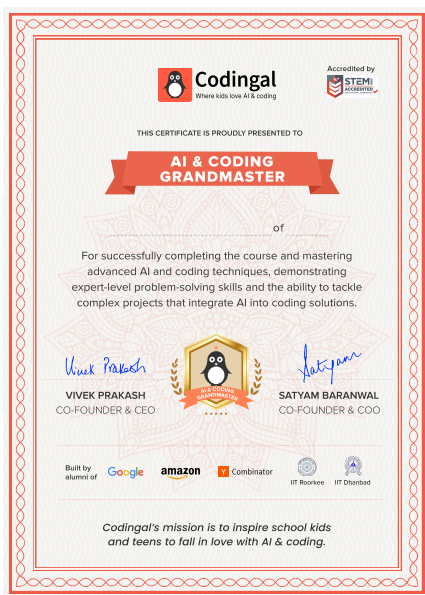 Codingal
Where kids love AI & coding
Accredited by
STEM.ORG
ACCREDITED
THIS CERTIFICATE IS PROUDLY PRESENTED TO
AI & CODING
GRANDMASTER
of
For successfully completing the course and mastering
advanced AI and coding techniques, demonstrating
expert-level problem-solving skills and the ability to tackle
complex projects that integrate AI into coding solutions.
Vivek Prakash
Satyam
AI & CODING
GRANDMASTER
VIVEK PRAKASH
CO-FOUNDER & CEO
SATYAM BARANWAL
CO-FOUNDER & COO
Built by
alumni of
Google
amazon
Y Combinator
IIT Roorkee
IIT Dhanbad
Codingal's mission is to inspire school kids
and teens to fall in love with AI & coding.